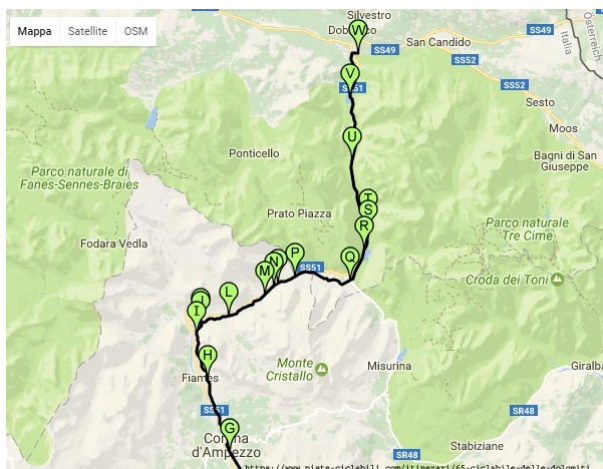 Mappa Satellite OSM
Silvestro
W
SS49
San Candido
SS49
SS52
V
SS51
SS52
Sesto
Moos
Österreich
Italia
U
Ponticello
Bagni di San
Giuseppe
Parco naturale di
Fanes-Sennes-Braies
T
S
Prato Piazza
R
Parco naturale
Tre Cime
Fodara Vedla
P
N
M
SS51
Q
Croda dei Toni
L
J
I
H
Monte
Cristallo
Misurina
Giralba
Fiames
SS51
G
SR48
d'Ampezzo
Stabiziane
SR48
https://www.piste-ciclabili.com/itinerari/65-ciclabile-delle-dolomiti